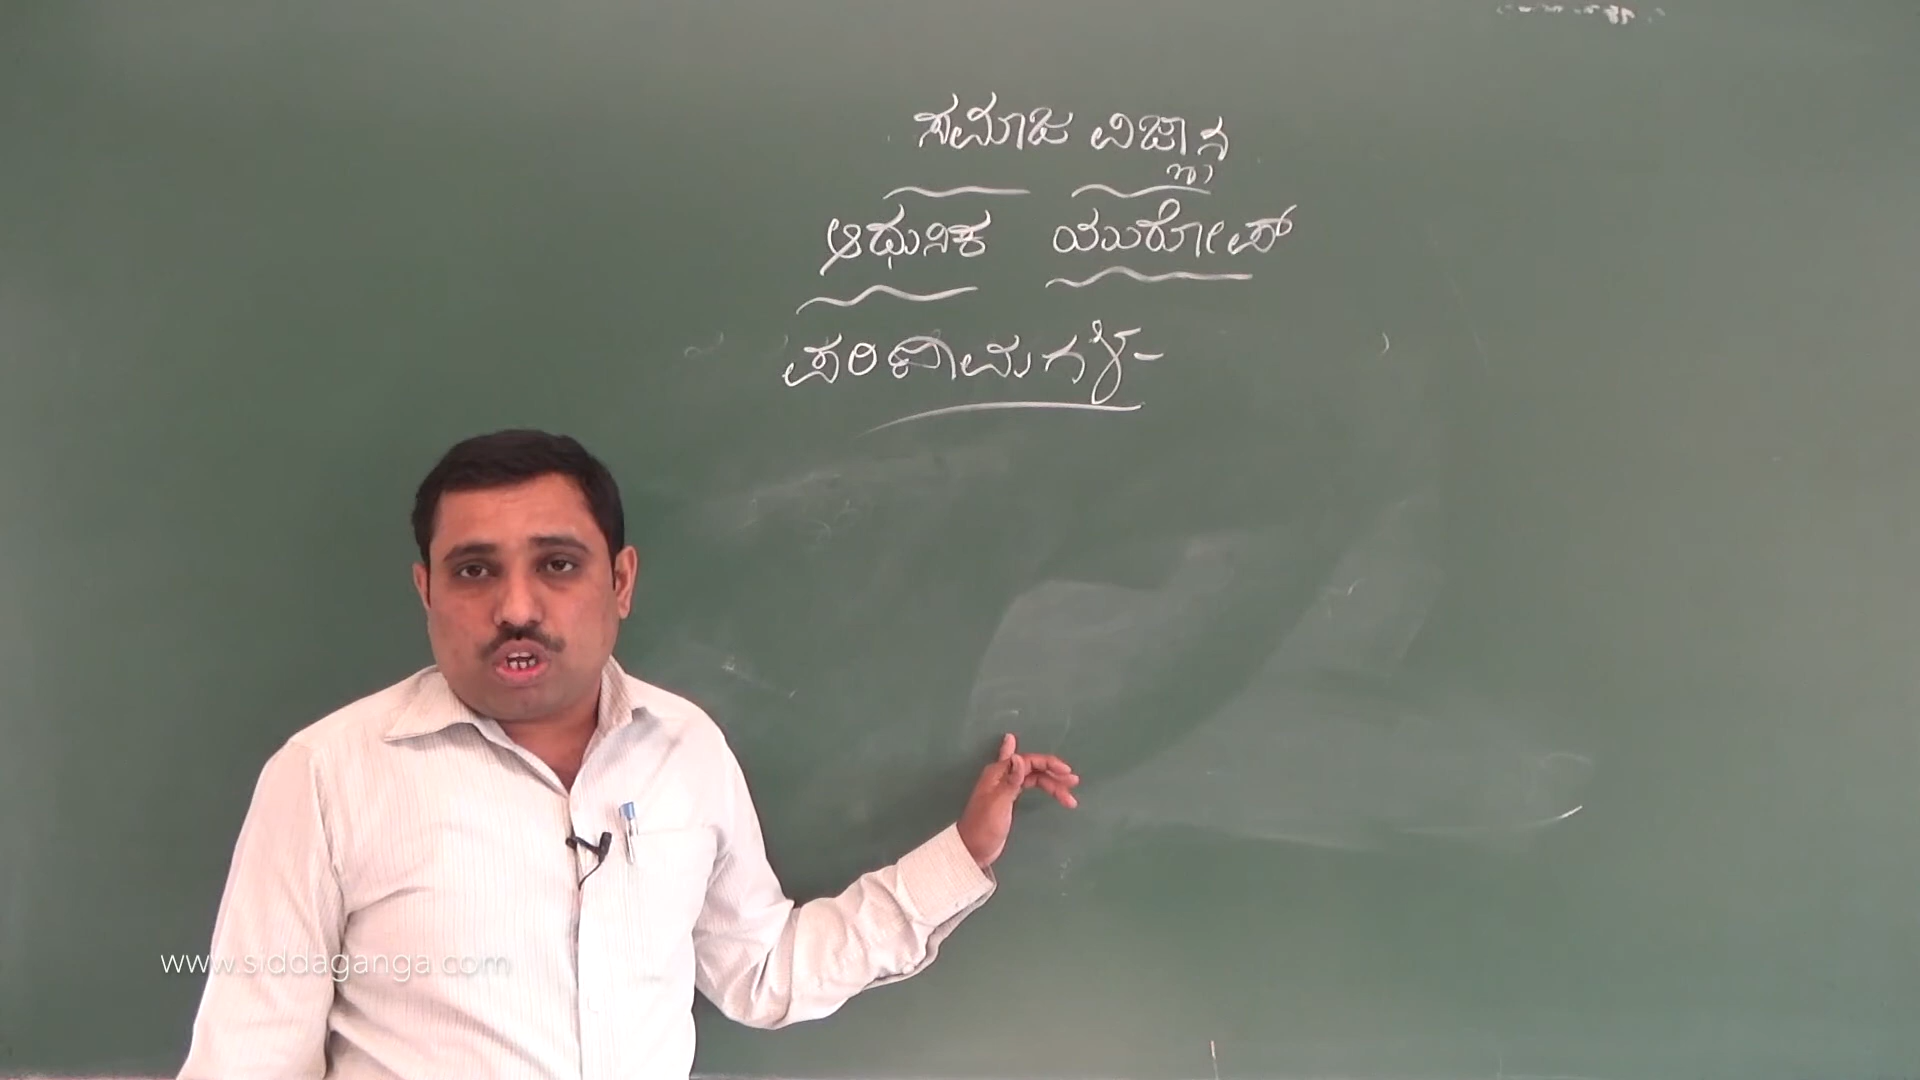 ಸಮಾಜ ವಿಜ್ಞಾನ
ಆಧುನಿಕ ಯುರೋಪ್
ಪರಿಣಾಮಗಳು-
www.siddaganga.com